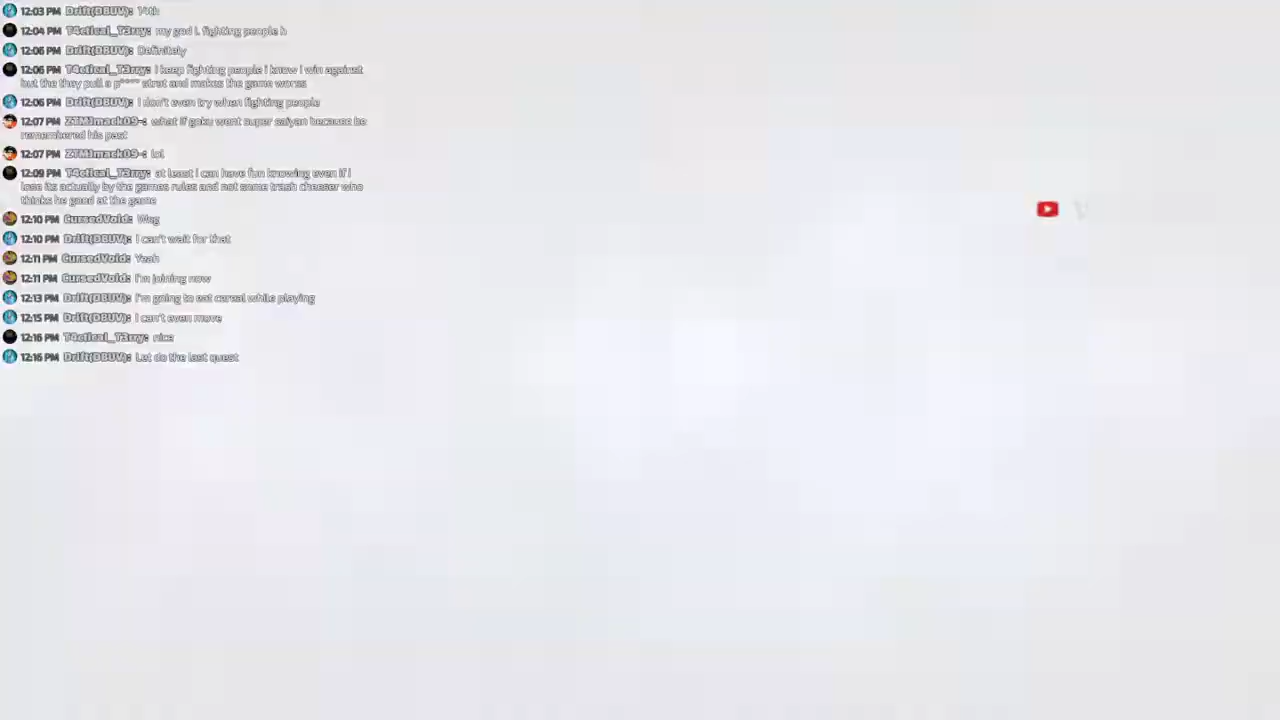 12:03 PM Drift(DBUV): 14th
12:04 PM T4ctical_T3rry: my god I, fighting people h
12:06 PM Drift(DBUV): Definitely
12:06 PM T4ctical_T3rry: I keep fighting people i know i win against
but the they pull a p**** strat and makes the game worss
12:06 PM Drift(DBUV): I don't even try when fighting people
12:07 PM ZTMJmack09-: what if goku went super saiyan because he
remembered his past
12:07 PM ZTMJmack09-: lol
12:09 PM T4ctical_T3rry: at least i can have fun knowing even if i
lose its actually by the games rules and not some trash cheeser who
thinks he good at the game
12:10 PM CursedVoid: Wsg
12:10 PM Drift(DBUV): I can't wait for that
12:11 PM CursedVoid: Yeah
12:11 PM CursedVoid: I'm joining now
12:13 PM Drift(DBUV): I'm going to eat cereal while playing
12:15 PM Drift(DBUV): I can't even move
12:16 PM T4ctical_T3rry: nice
12:16 PM Drift(DBUV): Let do the last quest